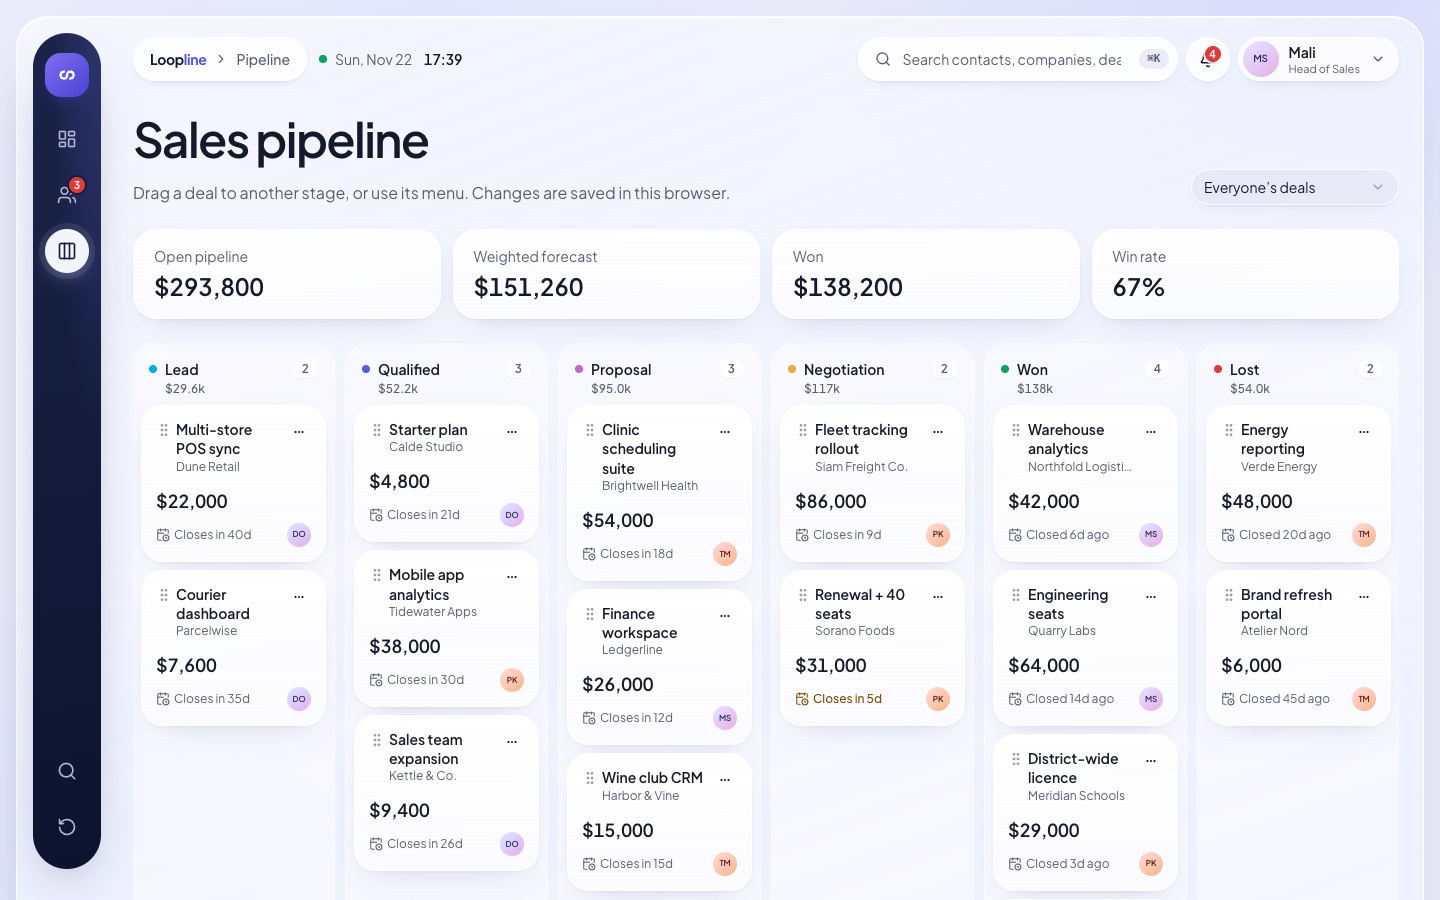 Loopline
Pipeline
Sun, Nov 22 17:39
Search contacts, companies, dea
⌘K
4
MS
Mali
Head of Sales
3
Sales pipeline
Drag a deal to another stage, or use its menu. Changes are saved in this browser.
Everyone’s deals
Open pipeline
$293,800
Weighted forecast
$151,260
Won
$138,200
Win rate
67%
Lead
2
$29.6k
Multi-store
POS sync
Dune Retail
$22,000
Closes in 40d
DO
Courier
dashboard
Parcelwise
$7,600
Closes in 35d
DO
Qualified
3
$52.2k
Starter plan
Calde Studio
$4,800
Closes in 21d
DO
Mobile app
analytics
Tidewater Apps
$38,000
Closes in 30d
PK
Sales team
expansion
Kettle & Co.
$9,400
Closes in 26d
DO
Proposal
3
$95.0k
Clinic
scheduling
suite
Brightwell Health
$54,000
Closes in 18d
TM
Finance
workspace
Ledgerline
$26,000
Closes in 12d
MS
Wine club CRM
Harbor & Vine
$15,000
Closes in 15d
TM
Negotiation
2
$117k
Fleet tracking
rollout
Siam Freight Co.
$86,000
Closes in 9d
PK
Renewal + 40
seats
Sorano Foods
$31,000
Closes in 5d
PK
Won
4
$138k
Warehouse
analytics
Northfold Logisti...
$42,000
Closed 6d ago
MS
Engineering
seats
Quarry Labs
$64,000
Closed 14d ago
MS
District-wide
licence
Meridian Schools
$29,000
Closed 3d ago
PK
Lost
2
$54.0k
Energy
reporting
Verde Energy
$48,000
Closed 20d ago
TM
Brand refresh
portal
Atelier Nord
$6,000
Closed 45d ago
TM